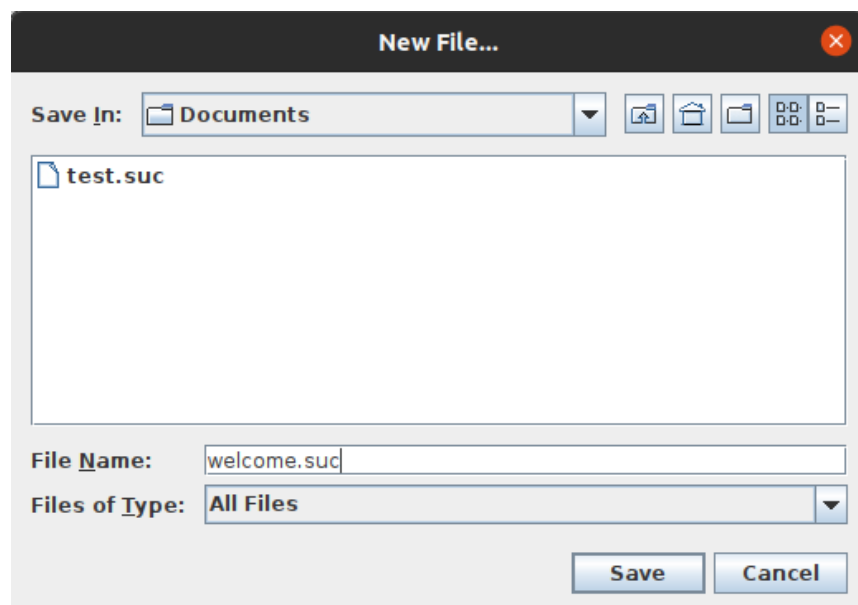 New File...
Save In: Documents
test.suc
File Name: welcome.suc
Files of Type: All Files
Save Cancel